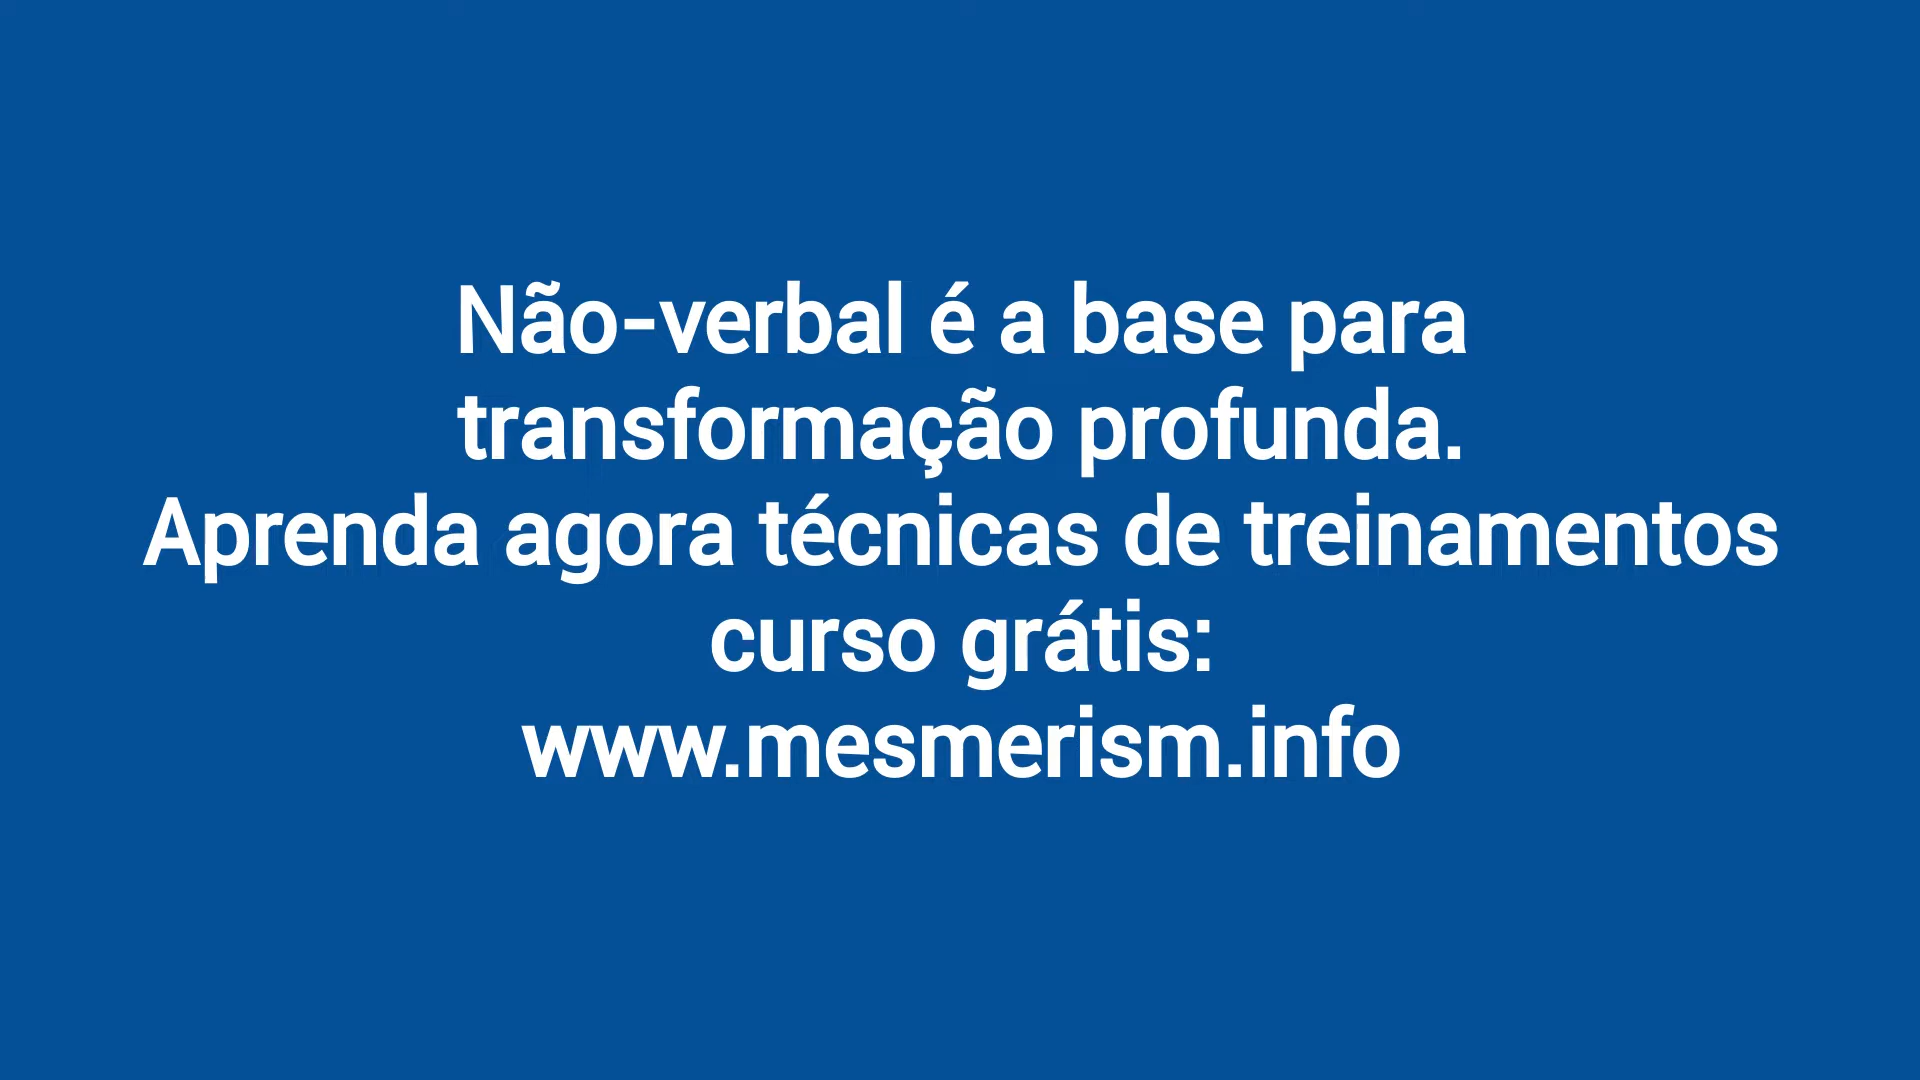 Não-verbal é a base para
transformação profunda.
Aprenda agora técnicas de treinamentos
curso grátis:
www.mesmerism.info